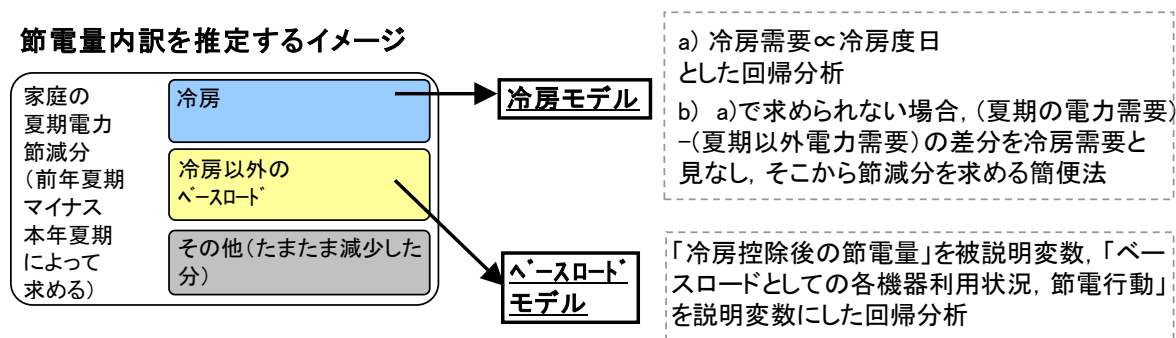 節電量内訳を推定するイメージ
家庭の
夏期電力
節減分
(前年夏期
マイナス
本年夏期
によって
求める)
冷房
冷房以外の
ﾍﾞｰｽﾛｰﾄﾞ
その他(たまたま減少した
分)
冷房モデル
ﾍﾞｰｽﾛｰﾄﾞ
モデル
a) 冷房需要∝冷房度日
とした回帰分析
b) a)で求められない場合,(夏期の電力需要)
-(夏期以外電力需要)の差分を冷房需要と
見なし,そこから節減分を求める簡便法
「冷房控除後の節電量」を被説明変数,「ベー
スロードとしての各機器利用状況,節電行動」
を説明変数にした回帰分析